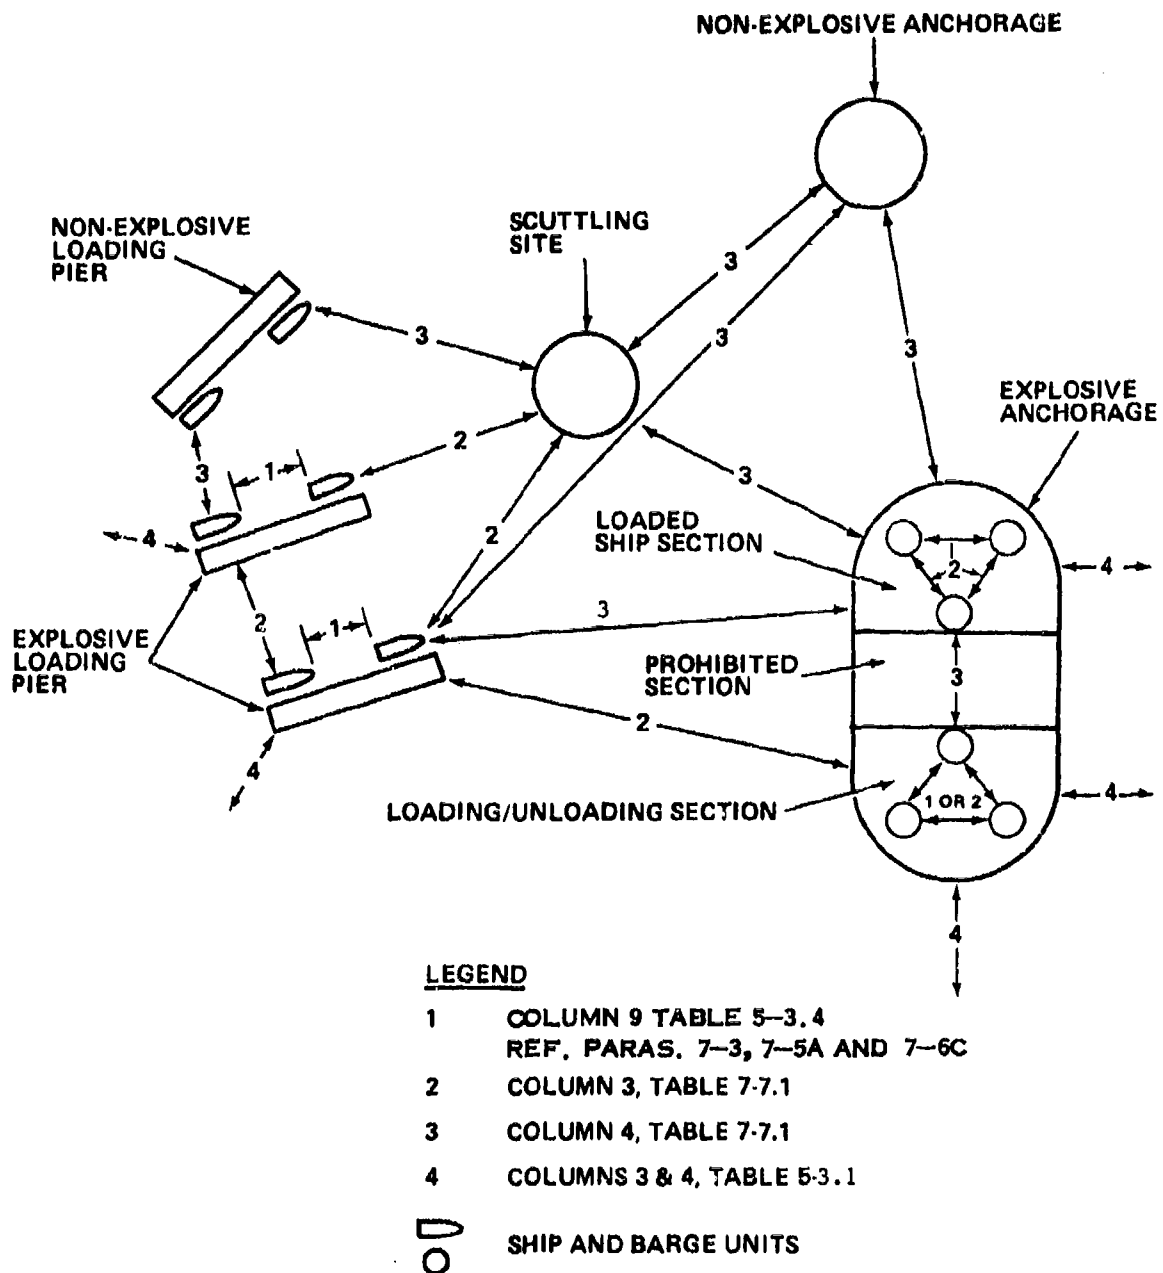 NON-EXPLOSIVE ANCHORAGE
NON-EXPLOSIVE
LOADING
PIER
SCUTTLING
SITE
3
3
3
3
EXPLOSIVE
ANCHORAGE
2
3
1
3
4
2
LOADED
SHIP SECTION
2
4
2
1
3
EXPLOSIVE
LOADING
PIER
PROHIBITED
SECTION
3
2
4
LOADING/UNLOADING SECTION
1 OR 2
4
4
LEGEND
1 COLUMN 9 TABLE 5-3.4
REF. PARAS. 7-3, 7-5A AND 7-6C
2 COLUMN 3, TABLE 7-7.1
3 COLUMN 4, TABLE 7-7.1
4 COLUMNS 3 & 4, TABLE 5-3.1
SHIP AND BARGE UNITS